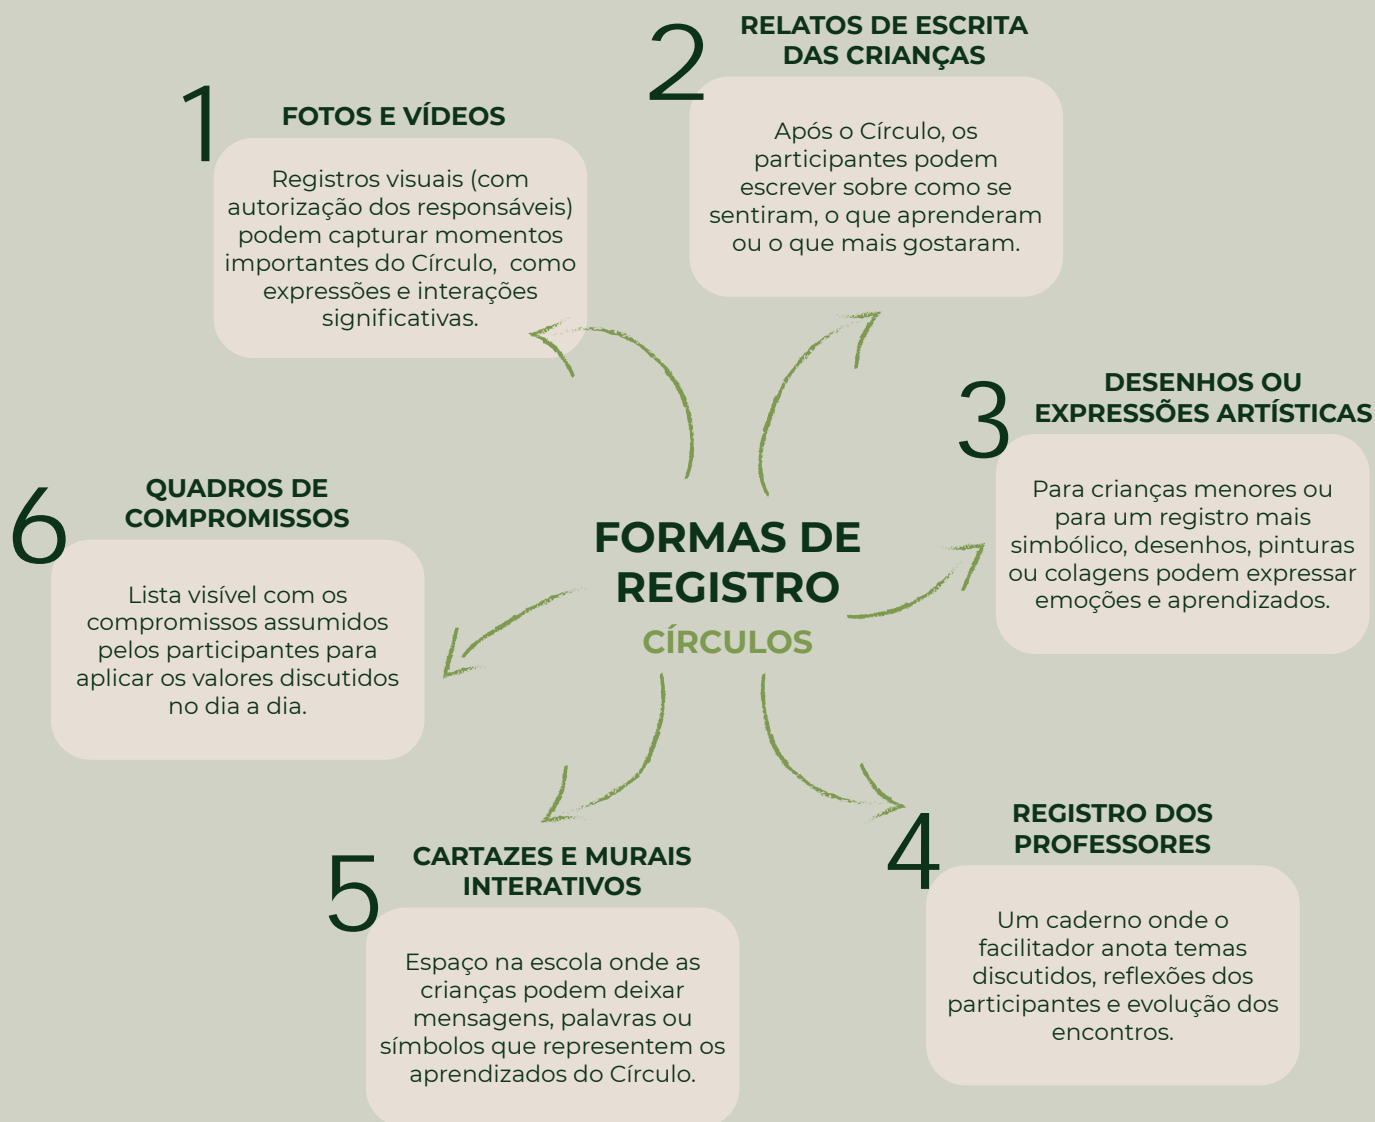 1
FOTOS E VÍDEOS
Registros visuais (com
autorização dos responsáveis)
podem capturar momentos
importantes do Círculo, como
expressões e interações
significativas.
2
RELATOS DE ESCRITA
DAS CRIANÇAS
Após o Círculo, os
participantes podem
escrever sobre como se
sentiram, o que aprenderam
ou o que mais gostaram.
3
DESENHOS OU
EXPRESSÕES ARTÍSTICAS
Para crianças menores ou
para um registro mais
simbólico, desenhos, pinturas
ou colagens podem expressar
emoções e aprendizados.
FORMAS DE
REGISTRO
CÍRCULOS
4
REGISTRO DOS
PROFESSORES
Um caderno onde o
facilitador anota temas
discutidos, reflexões dos
participantes e evolução dos
encontros.
5
CARTAZES E MURAIS
INTERATIVOS
Espaço na escola onde as
crianças podem deixar
mensagens, palavras ou
símbolos que representem os
aprendizados do Círculo.
6
QUADROS DE
COMPROMISSOS
Lista visível com os
compromissos assumidos
pelos participantes para
aplicar os valores discutidos
no dia a dia.